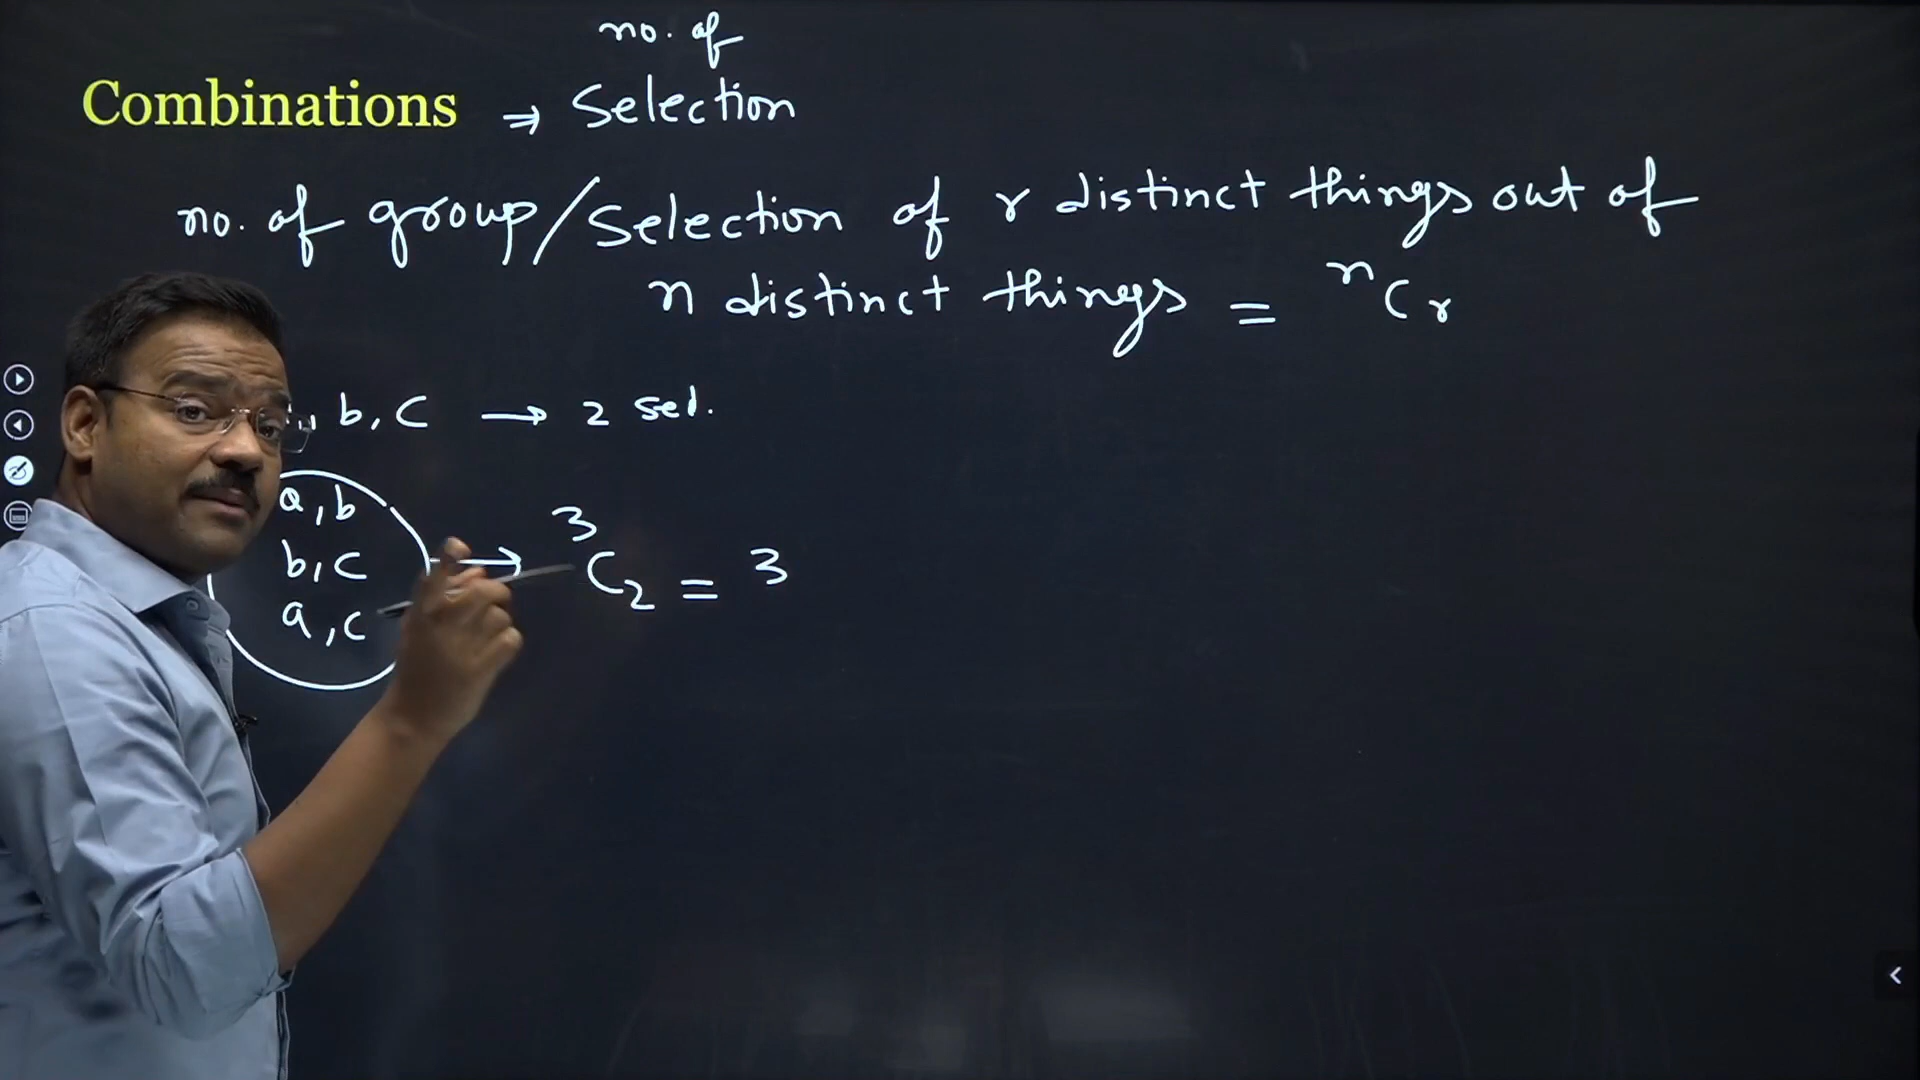 no. of
Combinations ⇒ Selection
no. of group/Selection of r distinct things out of
n distinct things = ⁿCᵣ
, b, C → 2 sel.
a, b
b, C → ³C₂ = 3
a, c